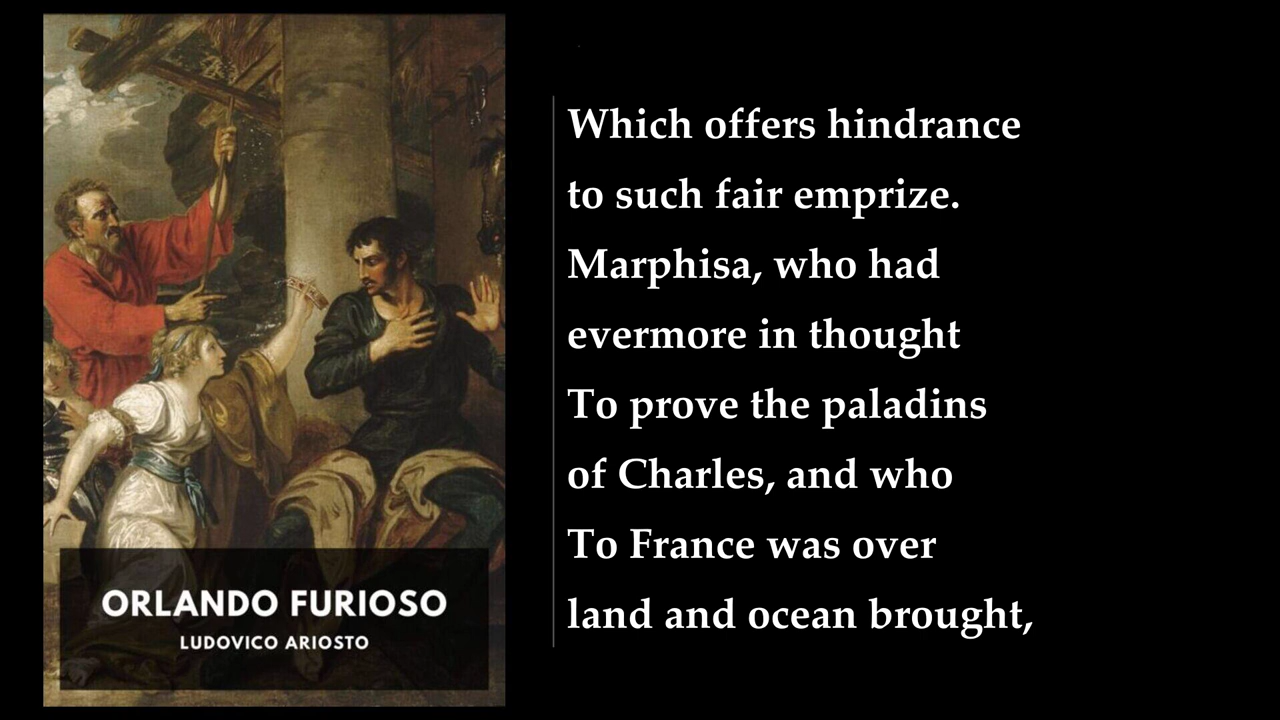 ORLANDO FURIOSO
LUDOVICO ARIOSTO
Which offers hindrance
to such fair emprize.
Marphisa, who had
evermore in thought
To prove the paladins
of Charles, and who
To France was over
land and ocean brought,